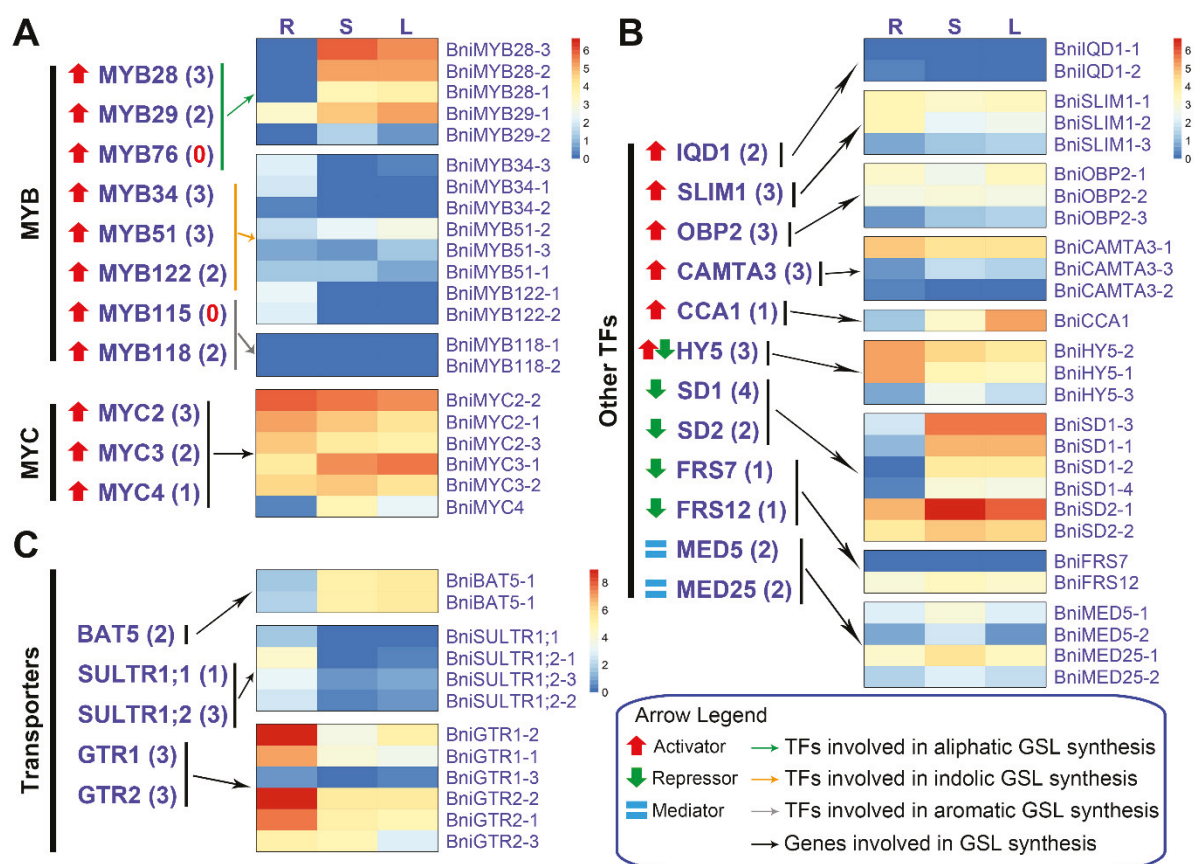 A
R S L
MYB
MYB28 (3)
MYB29 (2)
MYB76 (0)
MYB34 (3)
MYB51 (3)
MYB122 (2)
MYB115 (0)
MYB118 (2)
BniMYB28-3
BniMYB28-2
BniMYB28-1
BniMYB29-1
BniMYB29-2
BniMYB34-3
BniMYB34-1
BniMYB34-2
BniMYB51-2
BniMYB51-3
BniMYB51-1
BniMYB122-1
BniMYB122-2
BniMYB118-1
BniMYB118-2
6
5
4
3
2
1
0
MYC
MYC2 (3)
MYC3 (2)
MYC4 (1)
BniMYC2-2
BniMYC2-1
BniMYC2-3
BniMYC3-1
BniMYC3-2
BniMYC4
C
Transporters
BAT5 (2)
SULTR1;1 (1)
SULTR1;2 (3)
GTR1 (3)
GTR2 (3)
BniBAT5-1
BniBAT5-1
BniSULTR1;1
BniSULTR1;2-1
BniSULTR1;2-3
BniSULTR1;2-2
BniGTR1-2
BniGTR1-1
BniGTR1-3
BniGTR2-2
BniGTR2-1
BniGTR2-3
8
6
4
2
0
B
R S L
Other TFs
IQD1 (2)
SLIM1 (3)
OBP2 (3)
CAMTA3 (3)
CCA1 (1)
HY5 (3)
SD1 (4)
SD2 (2)
FRS7 (1)
FRS12 (1)
MED5 (2)
MED25 (2)
BniIQD1-1
BniIQD1-2
BniSLIM1-1
BniSLIM1-2
BniSLIM1-3
BniOBP2-1
BniOBP2-2
BniOBP2-3
BniCAMTA3-1
BniCAMTA3-3
BniCAMTA3-2
BniCCA1
BniHY5-2
BniHY5-1
BniHY5-3
BniSD1-3
BniSD1-1
BniSD1-2
BniSD1-4
BniSD2-1
BniSD2-2
BniFRS7
BniFRS12
BniMED5-1
BniMED5-2
BniMED25-1
BniMED25-2
6
5
4
3
2
1
0
Arrow Legend
Activator
TFs involved in aliphatic GSL synthesis
Repressor
TFs involved in indolic GSL synthesis
Mediator
TFs involved in aromatic GSL synthesis
Genes involved in GSL synthesis